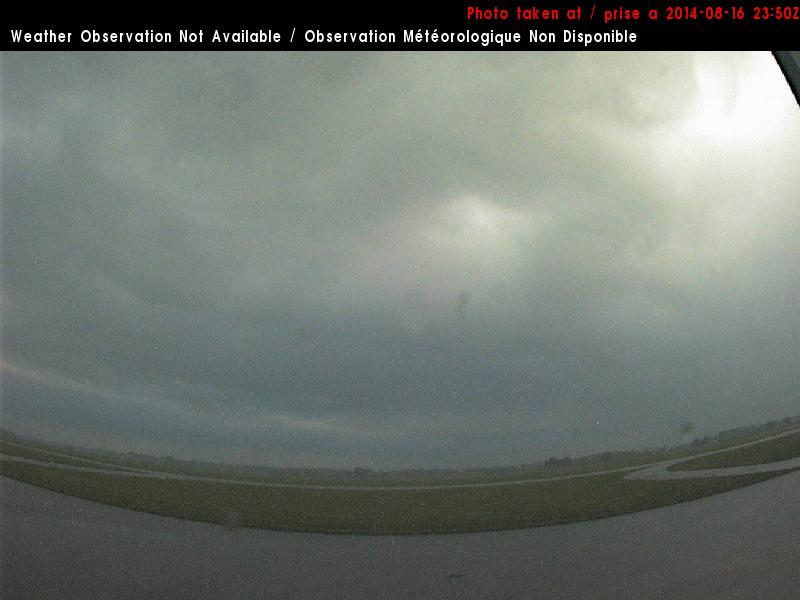 Photo taken at / prise a 2014-08-16 23:50Z
Weather Observation Not Available / Observation Météorologique Non Disponible